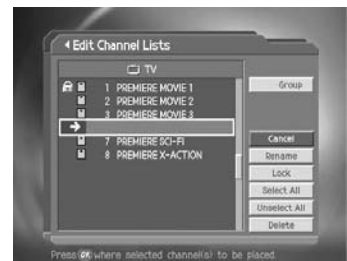 Edit Channel Lists
TV
Group
1 PREMIERE MOVIE 1
2 PREMIERE MOVIE 2
3 PREMIERE MOVIE 3
7 PREMIERE SCI-FI
8 PREMIERE X-ACTION
Cancel
Rename
Lock
Select All
Unselect All
Delete
Press OK where selected channel(s) to be placed.